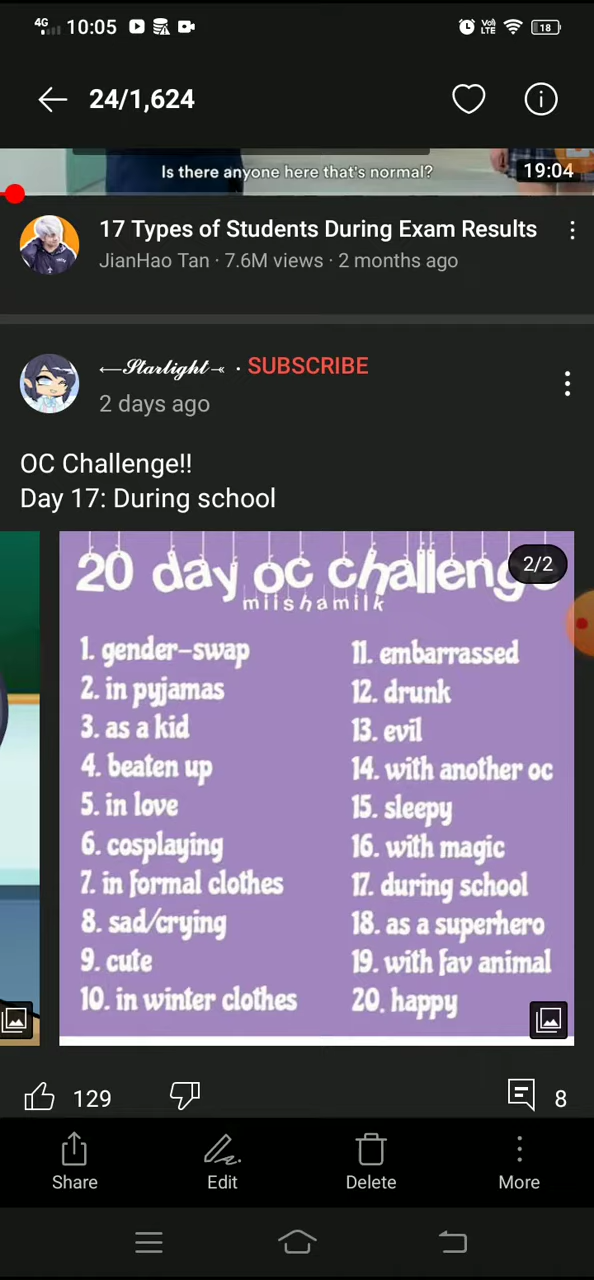 4G 10:05 Vo) LTE 18
24/1,624
Is there anyone here that's normal?
19:04
17 Types of Students During Exam Results
JianHao Tan · 7.6M views · 2 months ago
⟵𝓢𝓽𝓪𝓻𝓵𝓲𝓰𝓱𝓽⤙ · SUBSCRIBE
2 days ago
OC Challenge!!
Day 17: During school
20 day oc challenge
2/2
miishamilk
1. gender-swap
2. in pyjamas
3. as a kid
4. beaten up
5. in love
6. cosplaying
7. in formal clothes
8. sad/crying
9. cute
10. in winter clothes
11. embarrassed
12. drunk
13. evil
14. with another oc
15. sleepy
16. with magic
17. during school
18. as a superhero
19. with fav animal
20. happy
129 8
Share Edit Delete More